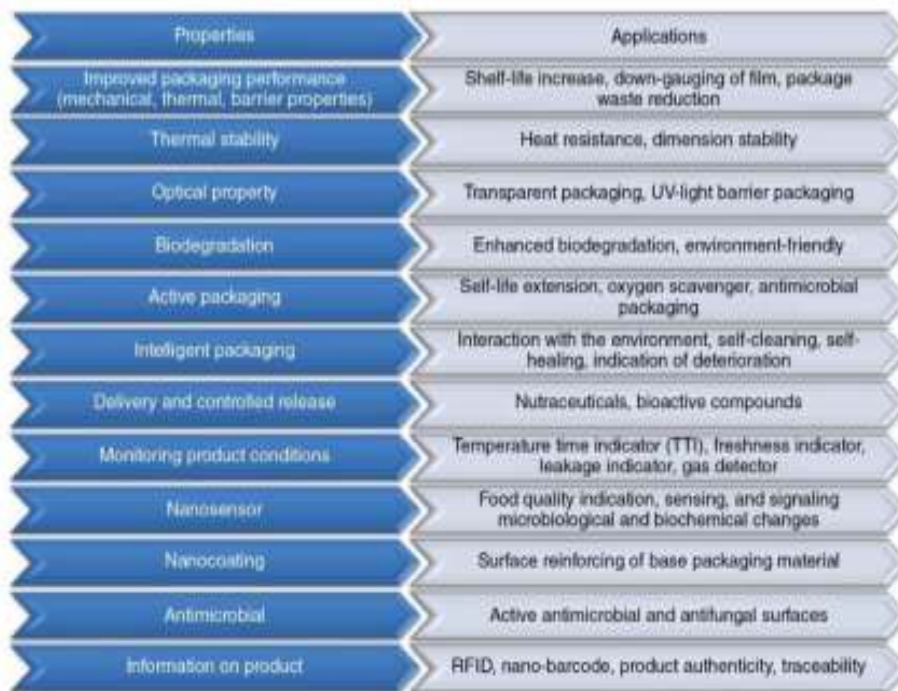 Properties
Applications
Improved packaging performance
(mechanical, thermal, barrier properties)
Shelf-life increase, down-gauging of film, package
waste reduction
Thermal stability
Heat resistance, dimension stability
Optical property
Transparent packaging, UV-light barrier packaging
Biodegradation
Enhanced biodegradation, environment-friendly
Active packaging
Self-life extension, oxygen scavenger, antimicrobial
packaging
Intelligent packaging
Interaction with the environment, self-cleaning, self-
healing, indication of deterioration
Delivery and controlled release
Nutraceuticals, bioactive compounds
Monitoring product conditions
Temperature time indicator (TTI), freshness indicator,
leakage indicator, gas detector
Nanosensor
Food quality indication, sensing, and signaling
microbiological and biochemical changes
Nanocoating
Surface reinforcing of base packaging material
Antimicrobial
Active antimicrobial and antifungal surfaces
Information on product
RFID, nano-barcode, product authenticity, traceability